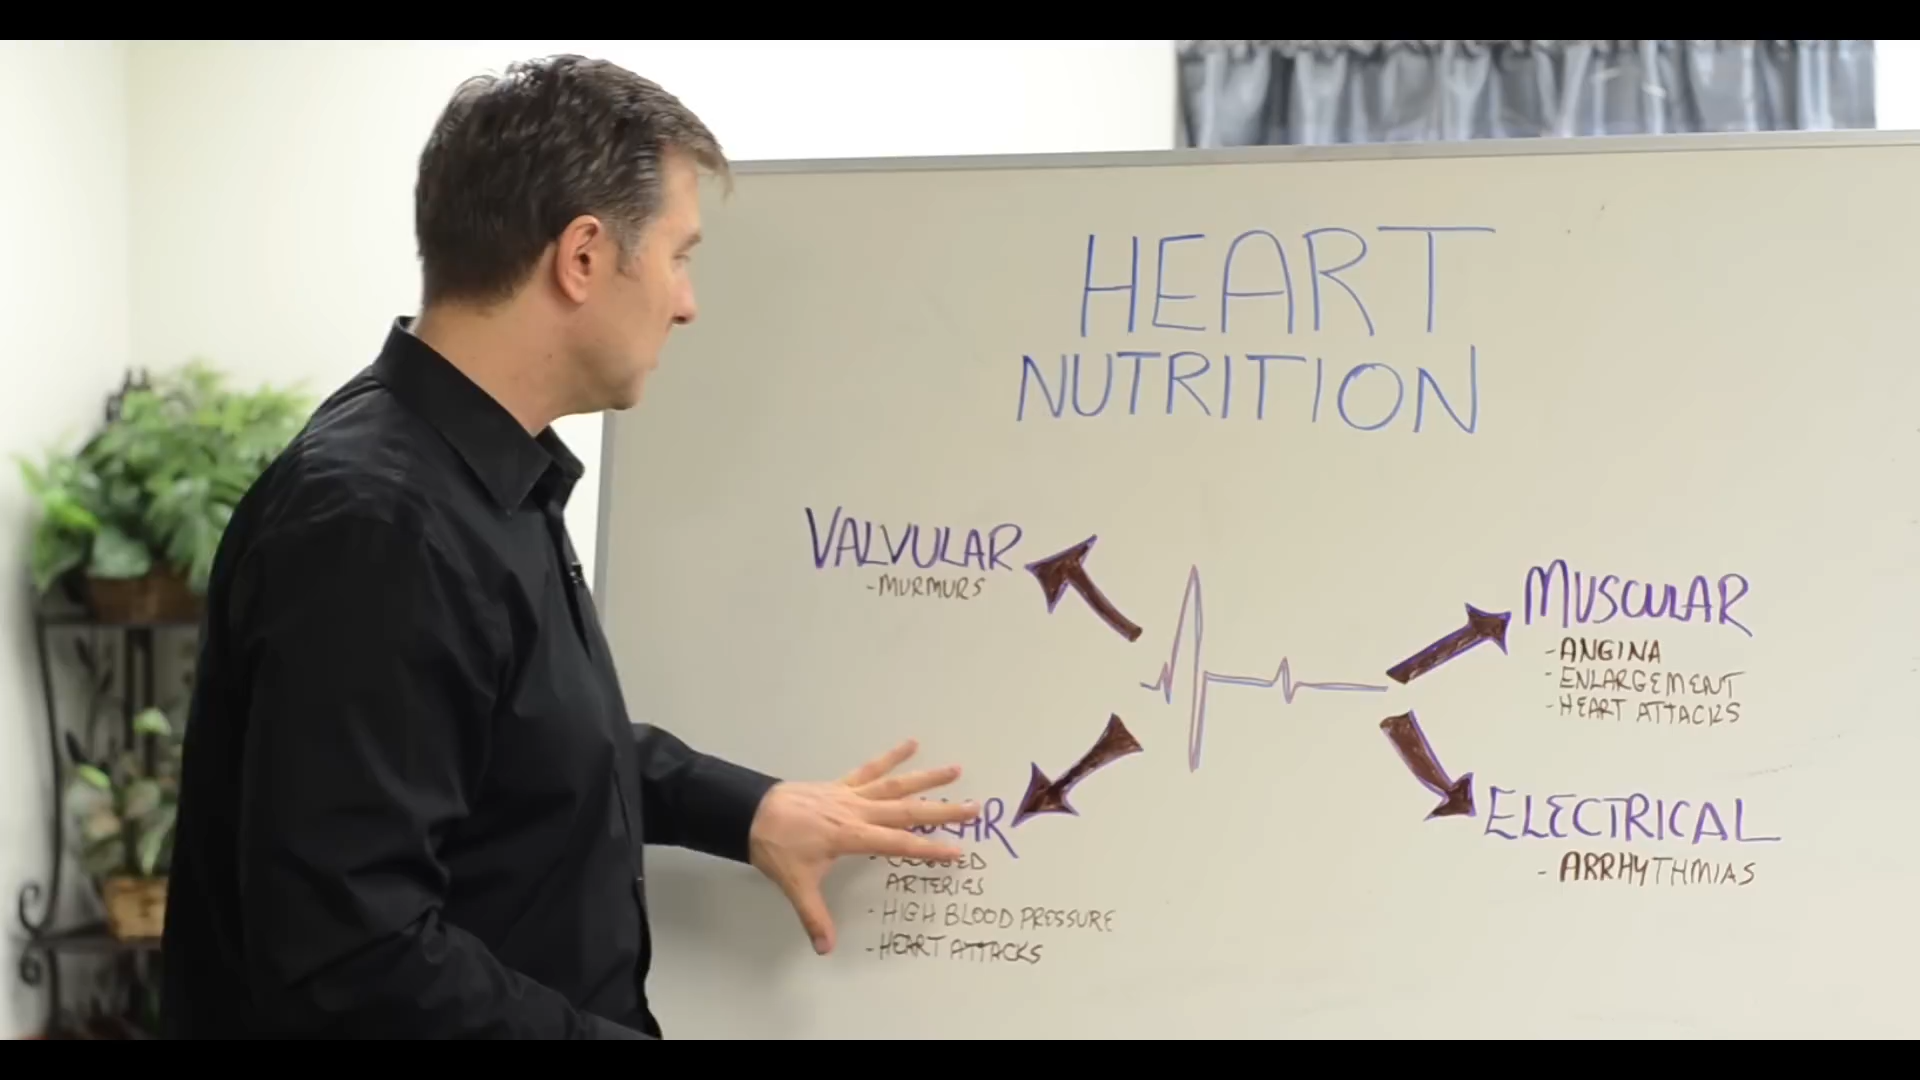 HEART
NUTRITION
VALVULAR
-MURMURS
ARTERIES
-HIGH BLOOD PRESSURE
-HEART ATTACKS
MUSCULAR
-ANGINA
-ENLARGEMENT
-HEART ATTACKS
ELECTRICAL
- ARRHYTHMIAS